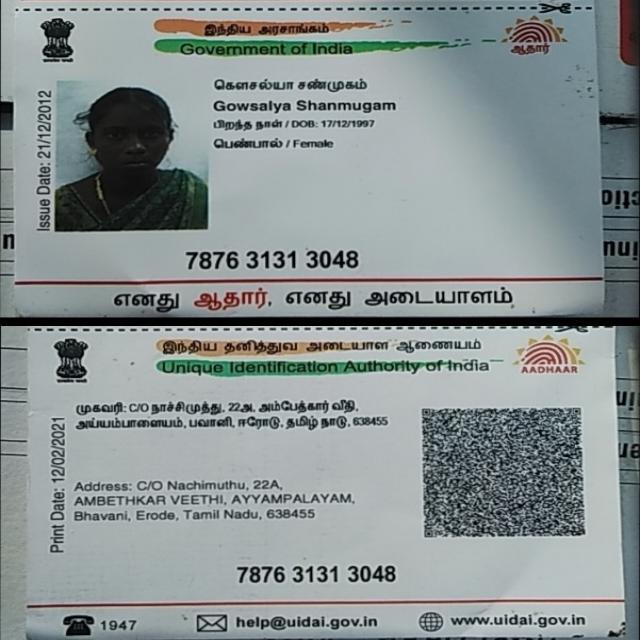 இந்திய அரசாங்கம்
Government of India
ஆதார்
Issue Date: 21/12/2012
கௌசல்யா சண்முகம்
Gowsalya Shanmugam
பிறந்த நாள் / DOB: 17/12/1997
பெண்பால் / Female
7876 3131 3048
எனது ஆதார், எனது அடையாளம்
இந்திய தனித்துவ அடையாள ஆணையம்
Unique Identification Authority of India
AADHAAR
Print Date: 12/02/2021
முகவரி: C/O நாச்சிமுத்து, 22அ, அம்பேத்கார் வீதி,
அய்யம்பாளையம், பவானி, ஈரோடு, தமிழ் நாடு, 638455
Address: C/O Nachimuthu, 22A,
AMBETHKAR VEETHI, AYYAMPALAYAM,
Bhavani, Erode, Tamil Nadu, 638455
7876 3131 3048
1947
help@uidai.gov.in
www.uidai.gov.in